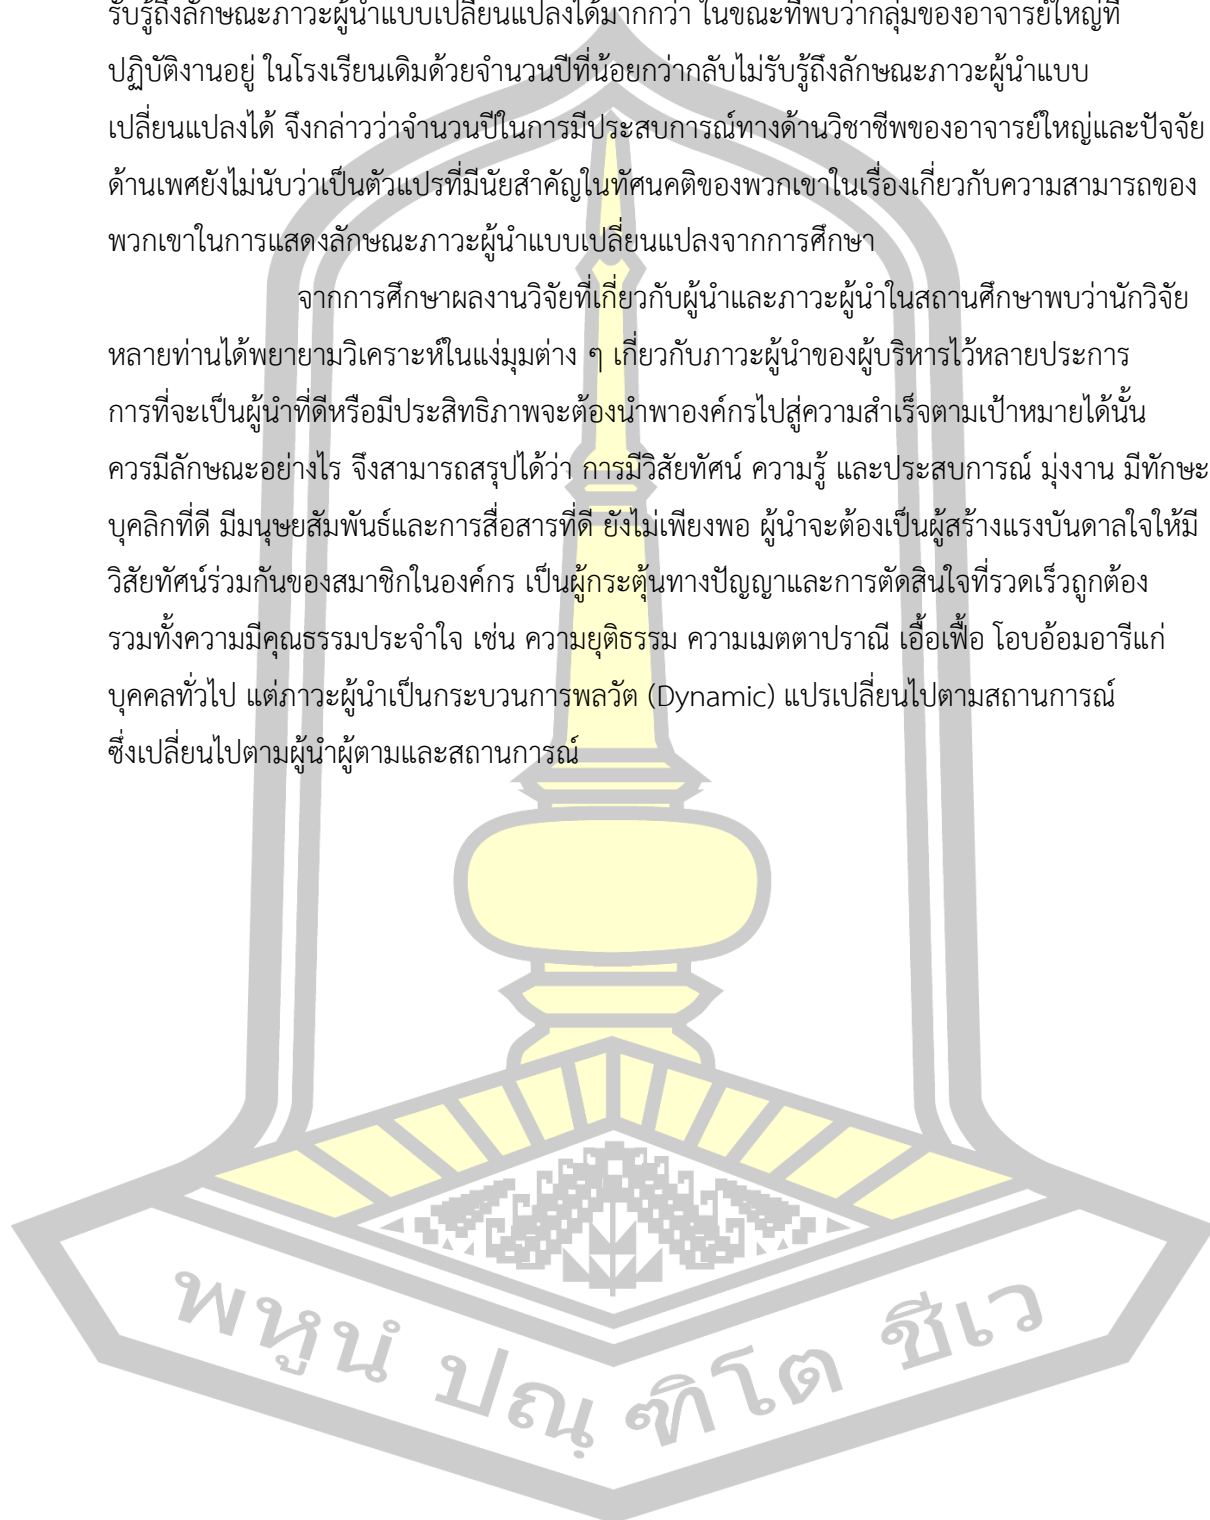 รับรู้ถึงลักษณะภาวะผู้นำแบบเปลี่ยนแปลงได้มากกว่า ในขณะที่พบว่ากลุ่มของอาจารย์ใหญ่ที่
ปฏิบัติงานอยู่ ในโรงเรียนเดิมด้วยจำนวนปีที่น้อยกว่ากลับไม่รับรู้ถึงลักษณะภาวะผู้นำแบบ
เปลี่ยนแปลงได้ จึงกล่าวว่าจำนวนปีในการมีประสบการณ์ทางด้านวิชาชีพของอาจารย์ใหญ่และปัจจัย
ด้านเพศยังไม่นับว่าเป็นตัวแปรที่มีนัยสำคัญในทัศนคติของพวกเขาในเรื่องเกี่ยวกับความสามารถของ
พวกเขาในการแสดงลักษณะภาวะผู้นำแบบเปลี่ยนแปลงจากการศึกษา
จากการศึกษาผลงานวิจัยที่เกี่ยวกับผู้นำและภาวะผู้นำในสถานศึกษาพบว่านักวิจัย
หลายท่านได้พยายามวิเคราะห์ในแง่มุมต่าง ๆ เกี่ยวกับภาวะผู้นำของผู้บริหารไว้หลายประการ
การที่จะเป็นผู้นำที่ดีหรือมีประสิทธิภาพจะต้องนำพาองค์กรไปสู่ความสำเร็จตามเป้าหมายได้นั้น
ควรมีลักษณะอย่างไร จึงสามารถสรุปได้ว่า การมีวิสัยทัศน์ ความรู้ และประสบการณ์ มุ่งงาน มีทักษะ
บุคลิกที่ดี มีมนุษยสัมพันธ์และการสื่อสารที่ดี ยังไม่เพียงพอ ผู้นำจะต้องเป็นผู้สร้างแรงบันดาลใจให้มี
วิสัยทัศน์ร่วมกันของสมาชิกในองค์กร เป็นผู้กระตุ้นทางปัญญาและการตัดสินใจที่รวดเร็วถูกต้อง
รวมทั้งความมีคุณธรรมประจำใจ เช่น ความยุติธรรม ความเมตตาปราณี เอื้อเฟื้อ โอบอ้อมอารีแก่
บุคคลทั่วไป แต่ภาวะผู้นำเป็นกระบวนการพลวัต (Dynamic) แปรเปลี่ยนไปตามสถานการณ์
ซึ่งเปลี่ยนไปตามผู้นำผู้ตามและสถานการณ์
พหูนํ ปณฺฑิโต ชีเว